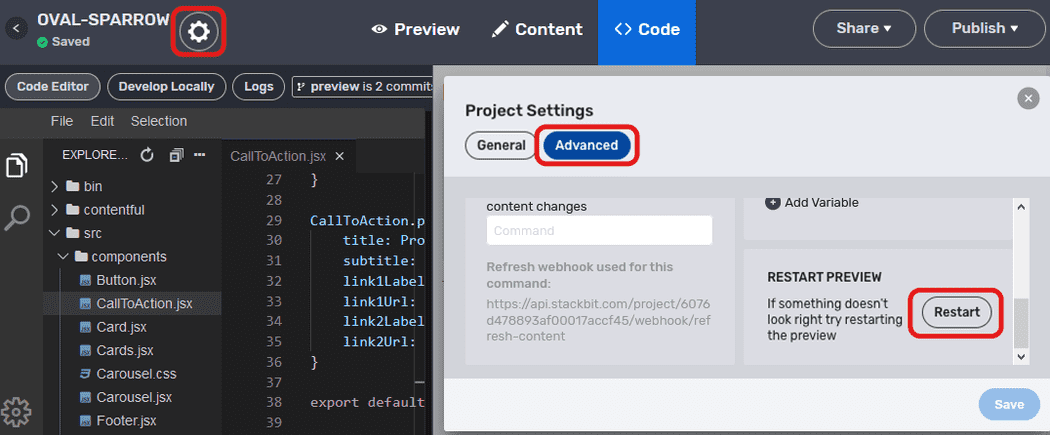 OVAL-SPARROW
Saved
Preview
Content
Code
Share
Publish
Code Editor
Develop Locally
Logs
preview is 2 commits
File Edit Selection
EXPLORE...
bin
contentful
src
components
Button.jsx
CallToAction.jsx
Card.jsx
Cards.jsx
Carousel.css
Carousel.jsx
Footer.jsx
CallToAction.jsx
27 }
28
29 CallToAction.p
30 title: Pro
31 subtitle:
32 link1Label
33 link1Url:
34 link2Label
35 link2Url:
36 }
37
38 export default
Project Settings
General
Advanced
content changes
Command
Refresh webhook used for this
command:
https://api.stackbit.com/project/6076
d478893af00017accf45/webhook/ref
resh-content
Add Variable
RESTART PREVIEW
If something doesn't
look right try restarting
the preview
Restart
Save